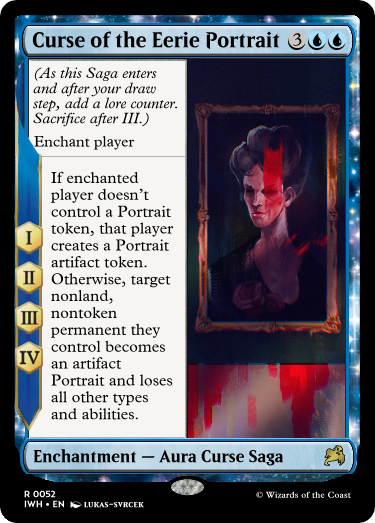 Curse of the Eerie Portrait 3
(As this Saga enters
and after your draw
step, add a lore counter.
Sacrifice after III.)
Enchant player
If enchanted
player doesn't
control a Portrait
token, that player
creates a Portrait
artifact token.
Otherwise, target
nonland,
nontoken
permanent they
control becomes
an artifact
Portrait and loses
all other types
and abilities.
I
II
III
IV
Enchantment — Aura Curse Saga
R 0052
IWH • EN LUKAS-SVRCEK
© Wizards of the Coast